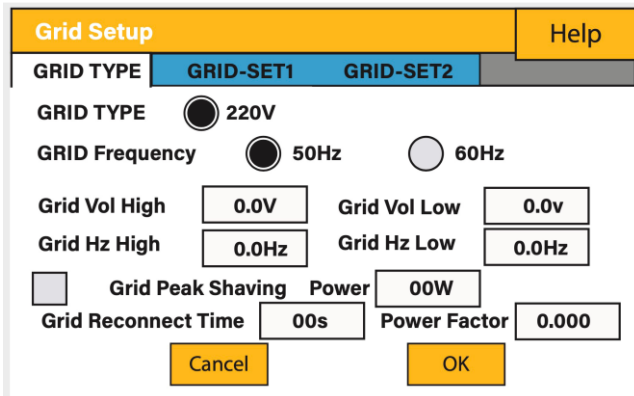 Grid Setup Help
GRID TYPE GRID-SET1 GRID-SET2
GRID TYPE 220V
GRID Frequency 50Hz 60Hz
Grid Vol High 0.0V Grid Vol Low 0.0v
Grid Hz High 0.0Hz Grid Hz Low 0.0Hz
Grid Peak Shaving Power 00W
Grid Reconnect Time 00s Power Factor 0.000
Cancel OK